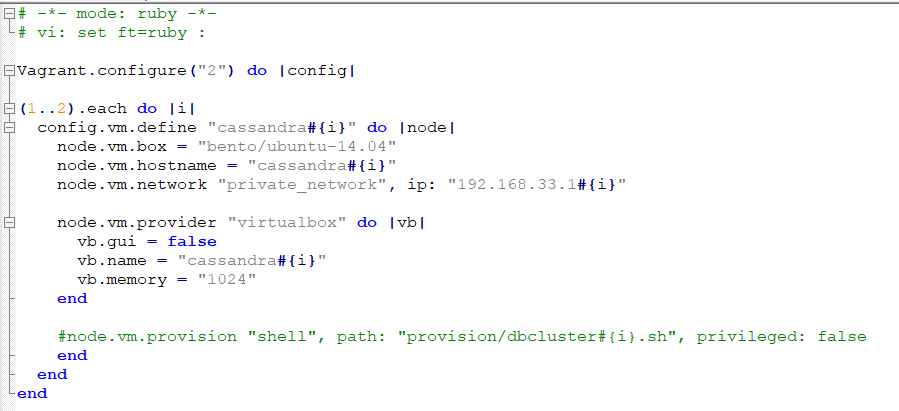 # -*- mode: ruby -*-
# vi: set ft=ruby :
Vagrant.configure("2") do |config|
(1..2).each do |i|
config.vm.define "cassandra#{i}" do |node|
node.vm.box = "bento/ubuntu-14.04"
node.vm.hostname = "cassandra#{i}"
node.vm.network "private_network", ip: "192.168.33.1#{i}"
node.vm.provider "virtualbox" do |vb|
vb.gui = false
vb.name = "cassandra#{i}"
vb.memory = "1024"
end
#node.vm.provision "shell", path: "provision/dbcluster#{i}.sh", privileged: false
end
end
end